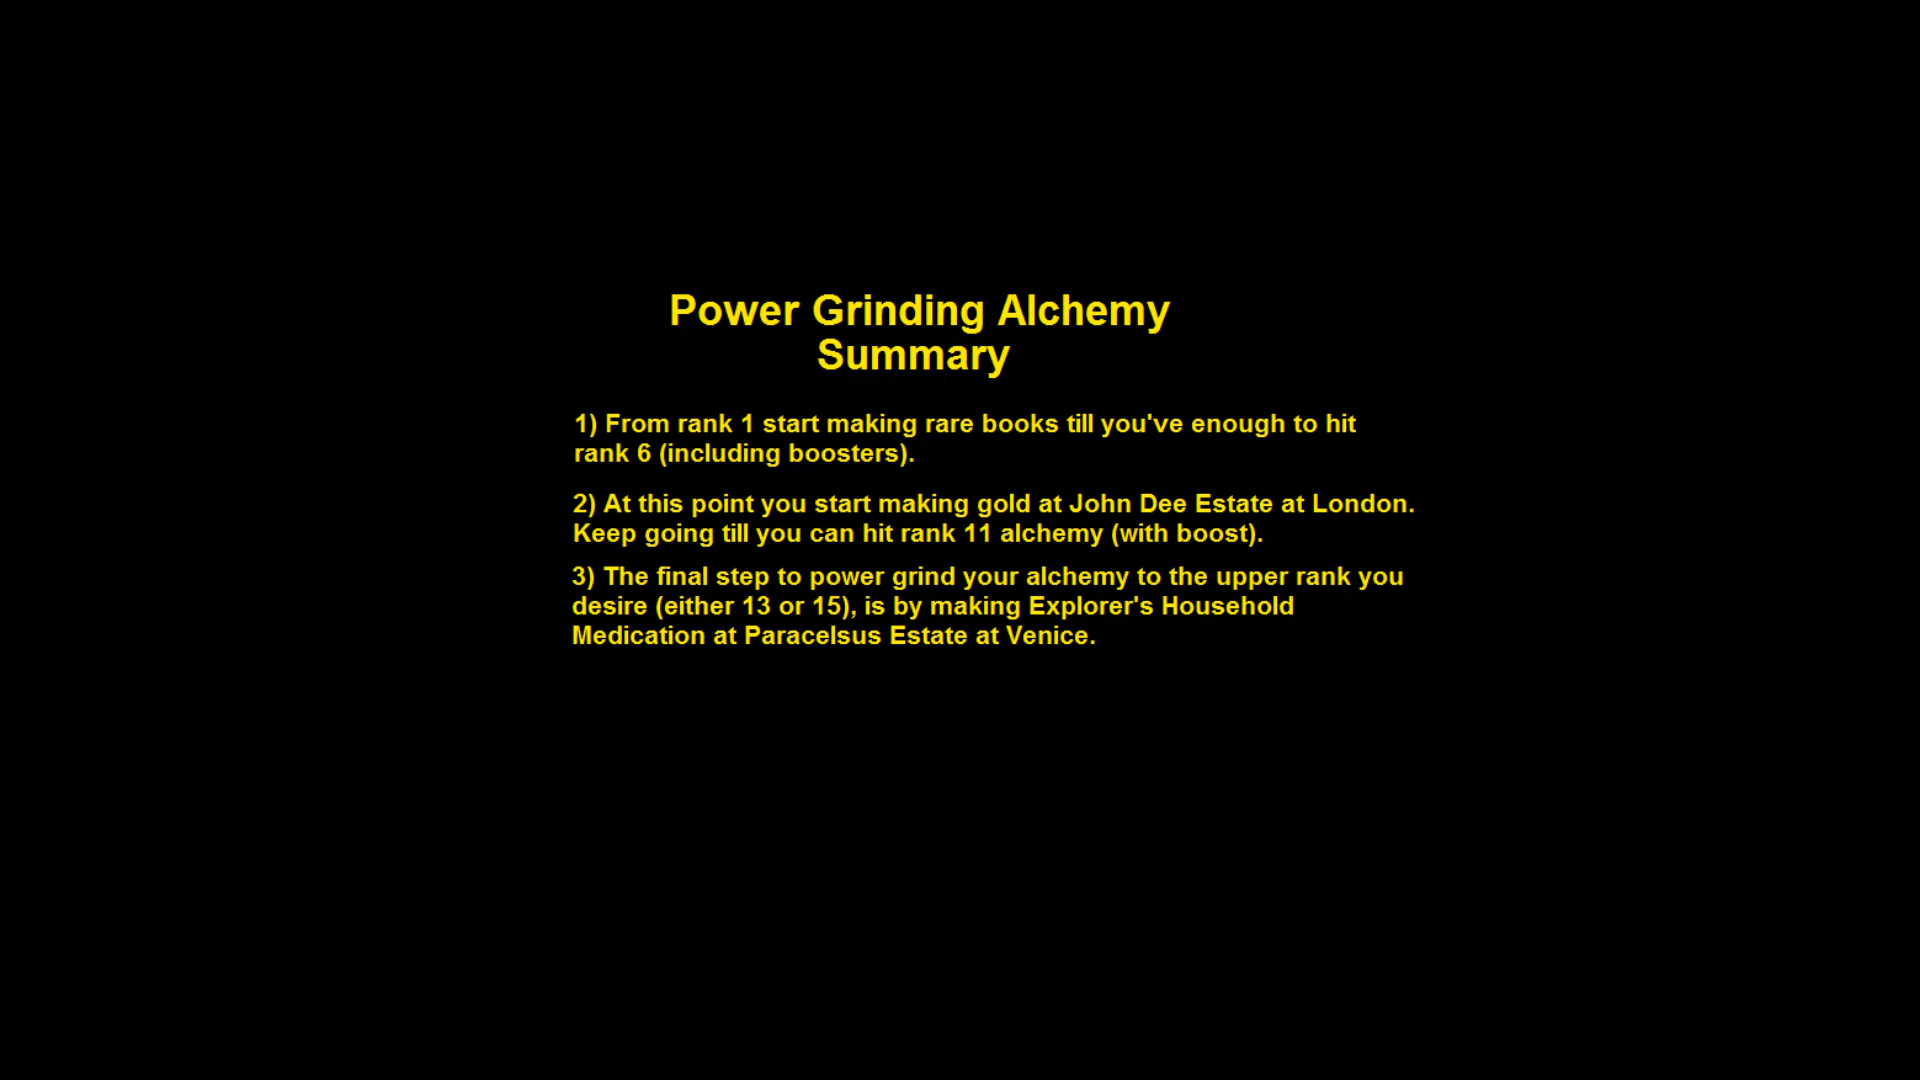 Power Grinding Alchemy
Summary
1) From rank 1 start making rare books till you've enough to hit
rank 6 (including boosters).
2) At this point you start making gold at John Dee Estate at London.
Keep going till you can hit rank 11 alchemy (with boost).
3) The final step to power grind your alchemy to the upper rank you
desire (either 13 or 15), is by making Explorer's Household
Medication at Paracelsus Estate at Venice.